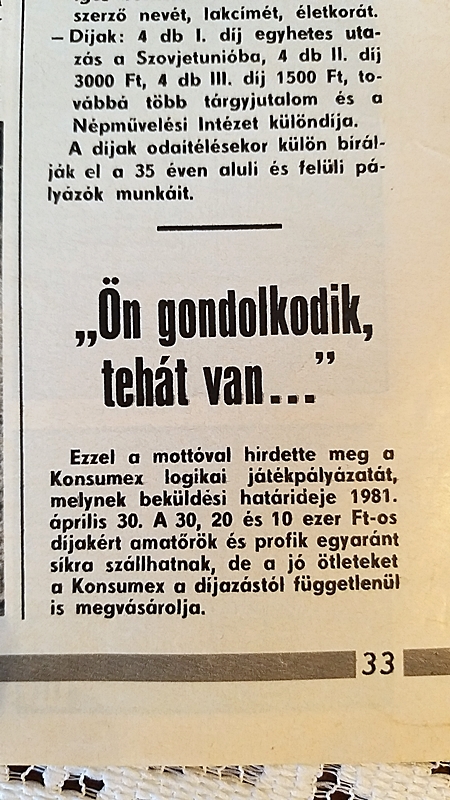 szerző nevét, lakcímét, életkorát.
— Díjak: 4 db I. díj egyhetes uta-
zás a Szovjetunióba, 4 db II. díj
3000 Ft, 4 db III. díj 1500 Ft, to-
vábbá több tárgyjutalom és a
Népművelési Intézet különdíja.
A díjak odaítélésekor külön bírál-
ják el a 35 éven aluli és felüli pá-
lyázók munkáit.
„Ön gondolkodik,
tehát van..."
Ezzel a mottóval hirdette meg a
Konsumex logikai játékpályázatát,
melynek beküldési határideje 1981.
április 30. A 30, 20 és 10 ezer Ft-os
díjakért amatőrök és profik egyaránt
síkra szállhatnak, de a jó ötleteket
a Konsumex a díjazástól függetlenül
is megvásárolja.
33